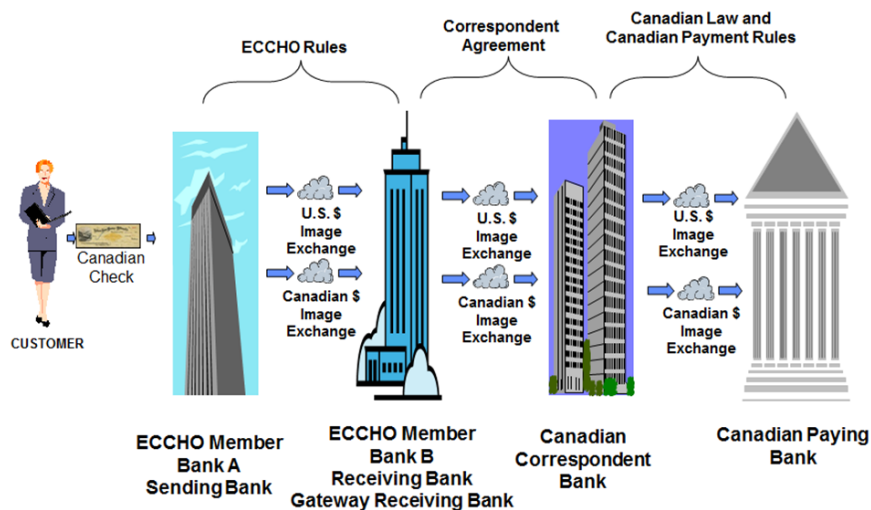 ECCHO Rules
Correspondent
Agreement
Canadian Law and
Canadian Payment Rules
Canadian
Check
CUSTOMER
U.S. $
Image
Exchange
Canadian $
Image
Exchange
U.S. $
Image
Exchange
Canadian $
Image
Exchange
U.S. $
Image
Exchange
Canadian $
Image
Exchange
ECCHO Member
Bank A
Sending Bank
ECCHO Member
Bank B
Receiving Bank
Gateway Receiving Bank
Canadian
Correspondent
Bank
Canadian Paying
Bank